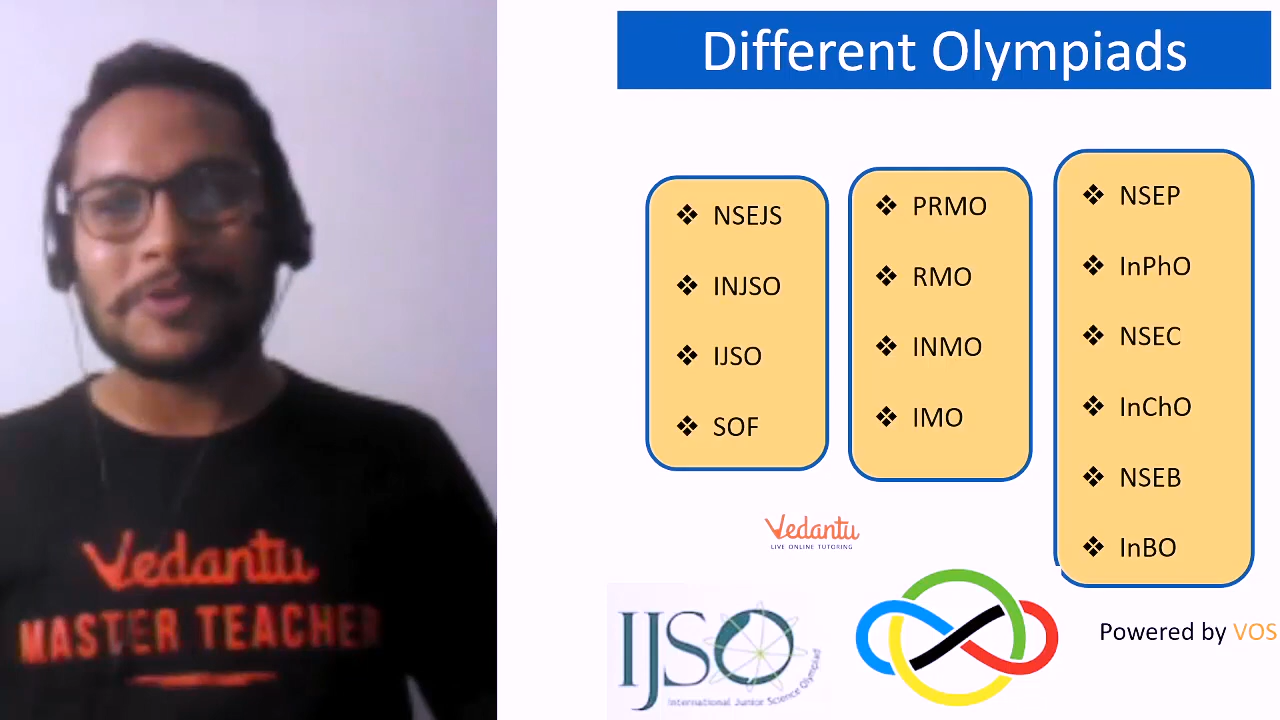 Different Olympiads
NSEJS
INJSO
IJSO
SOF
PRMO
RMO
INMO
IMO
NSEP
InPhO
NSEC
InChO
NSEB
InBO
Vedantu
LIVE ONLINE TUTORING
IJSO
International Junior Science Olympiad
Powered by VOS
Vedantu
MASTER TEACHER